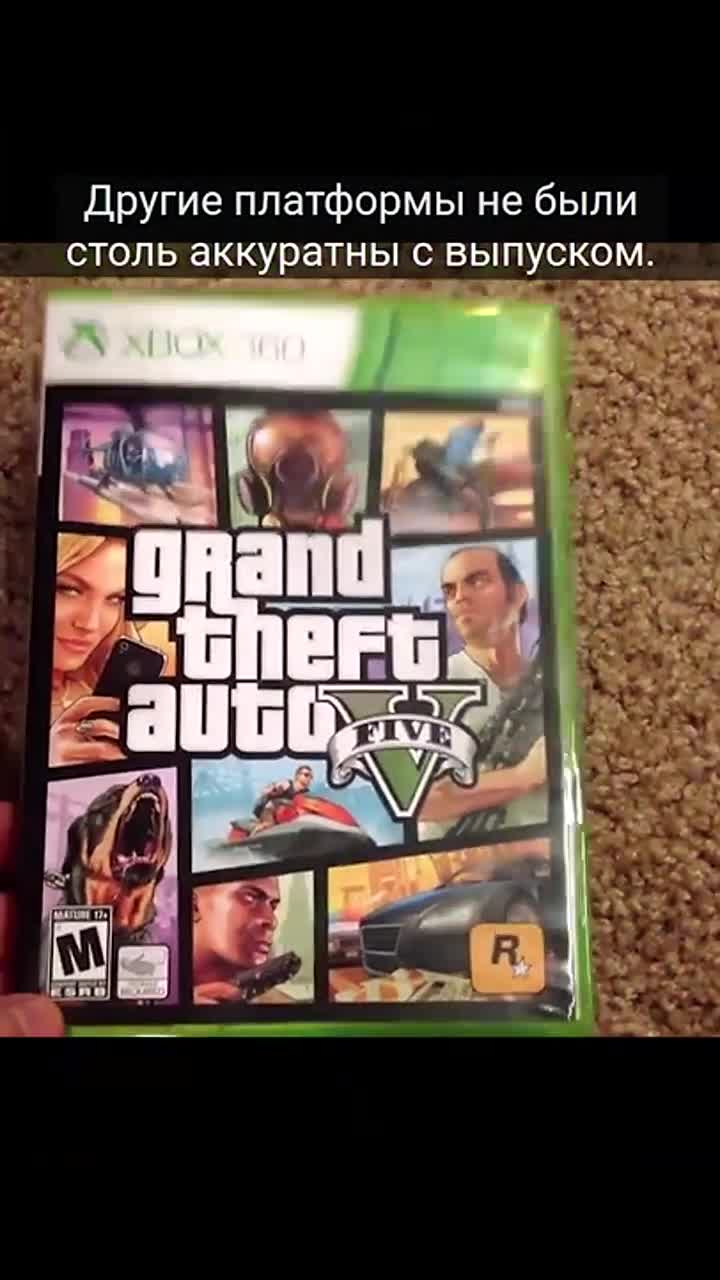 Другие платформы не были
столь аккуратны с выпуском.
XBOX 360
grand
theft
auto V
FIVE
MATURE 17+
M
ESRB
R